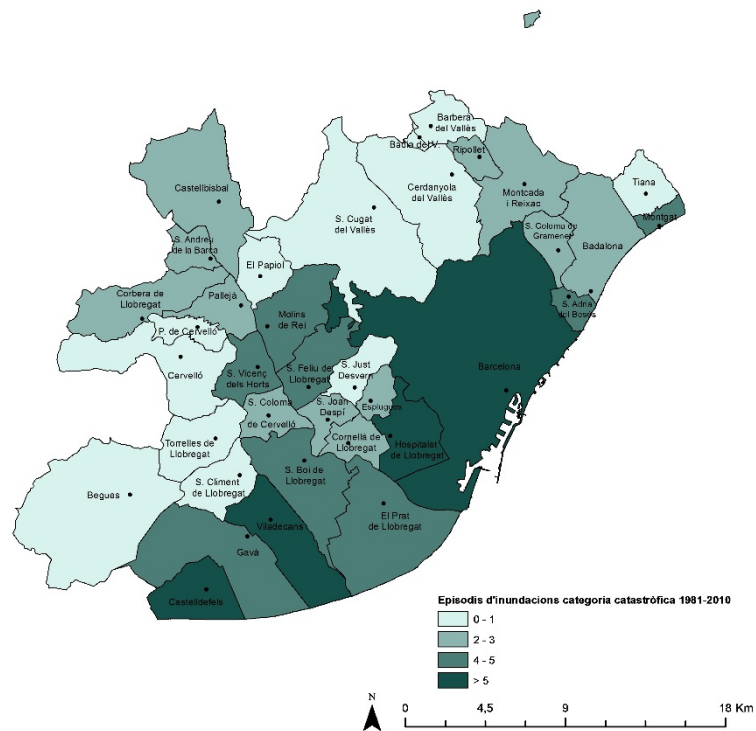 Barbera
del Vallès
Badia del V.
Ripollet
Castellbisbal
Cerdanyola
del Vallès
Montcada
i Reixac
Tiana
S. Cugat
del Vallès
Montgat
S. Colomu de
Gramenet
Badalona
S. Andreu
de la Barca
El Papiol
Corbera de
Llobregat
Pallejà
S. Adrià
del Besòs
Molins
de Rei
P. de Cervelló
Cervelló
S. Vicenç
dels Horts
S. Feliu de
Llobregat
S. Just
Desvern
Barcelona
Esplugues
S. Coloma
de Cervelló
S. Joan
Despí
Cornellà de
Llobregat
Hospitalet
de Llobregat
Torrelles de
Llobregat
S. Boi de
Llobregat
S. Climent
de Llobregat
Begues
El Prat
de Llobregat
Viladecans
Gavà
Castelldefels
Episodis d'inundacions categoria catastròfica 1981-2010
0 - 1
2 - 3
4 - 5
> 5
N
0 4,5 9 18 Km